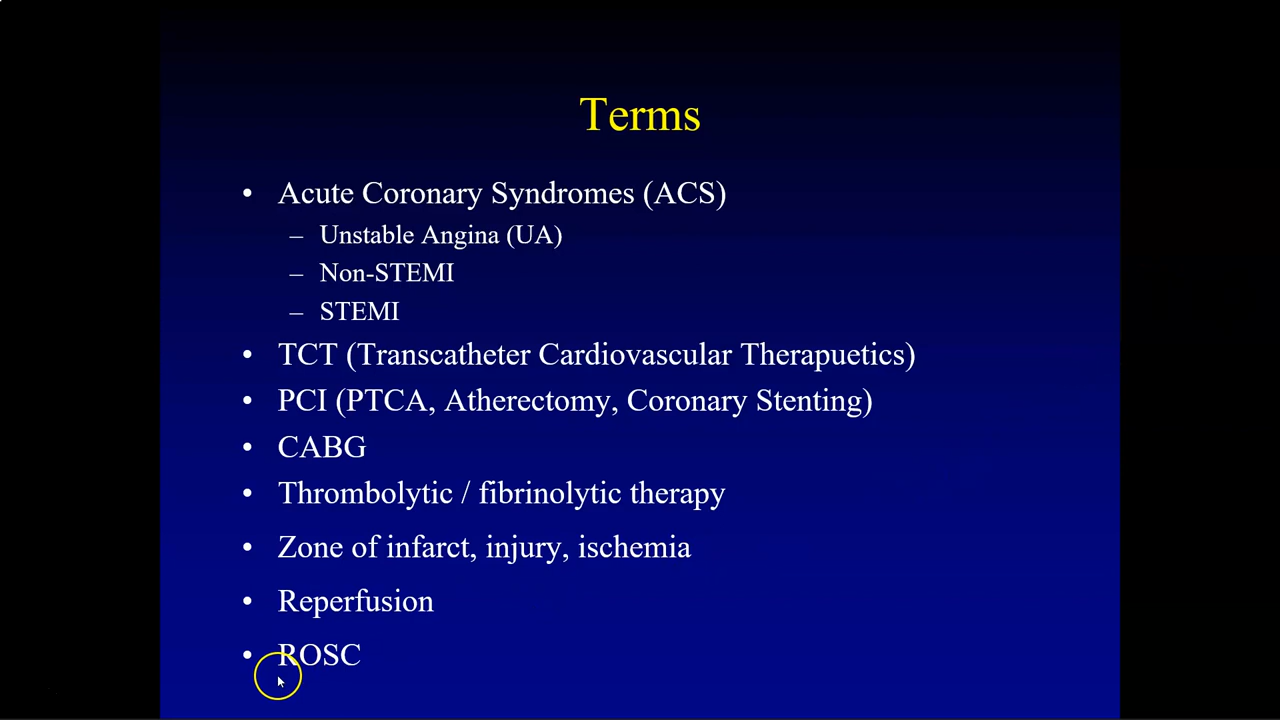 Terms
• Acute Coronary Syndromes (ACS)
– Unstable Angina (UA)
– Non-STEMI
– STEMI
• TCT (Transcatheter Cardiovascular Therapuetics)
• PCI (PTCA, Atherectomy, Coronary Stenting)
• CABG
• Thrombolytic / fibrinolytic therapy
• Zone of infarct, injury, ischemia
• Reperfusion
• ROSC